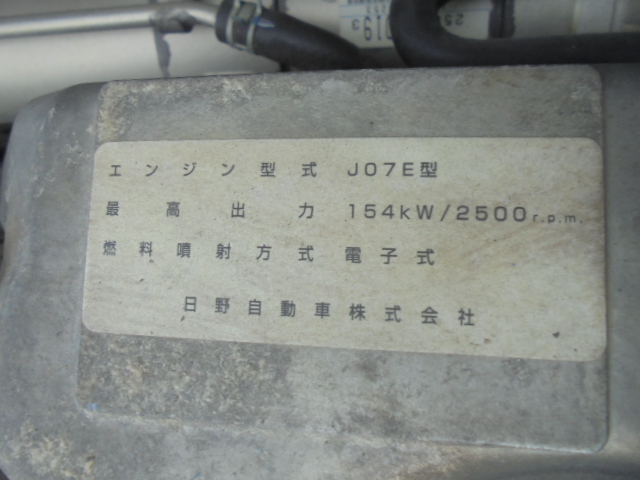 019
エンジン型式 J07E型
最高出力 154kW/2500r.p.m.
燃料噴射方式 電子式
日野自動車株式会社